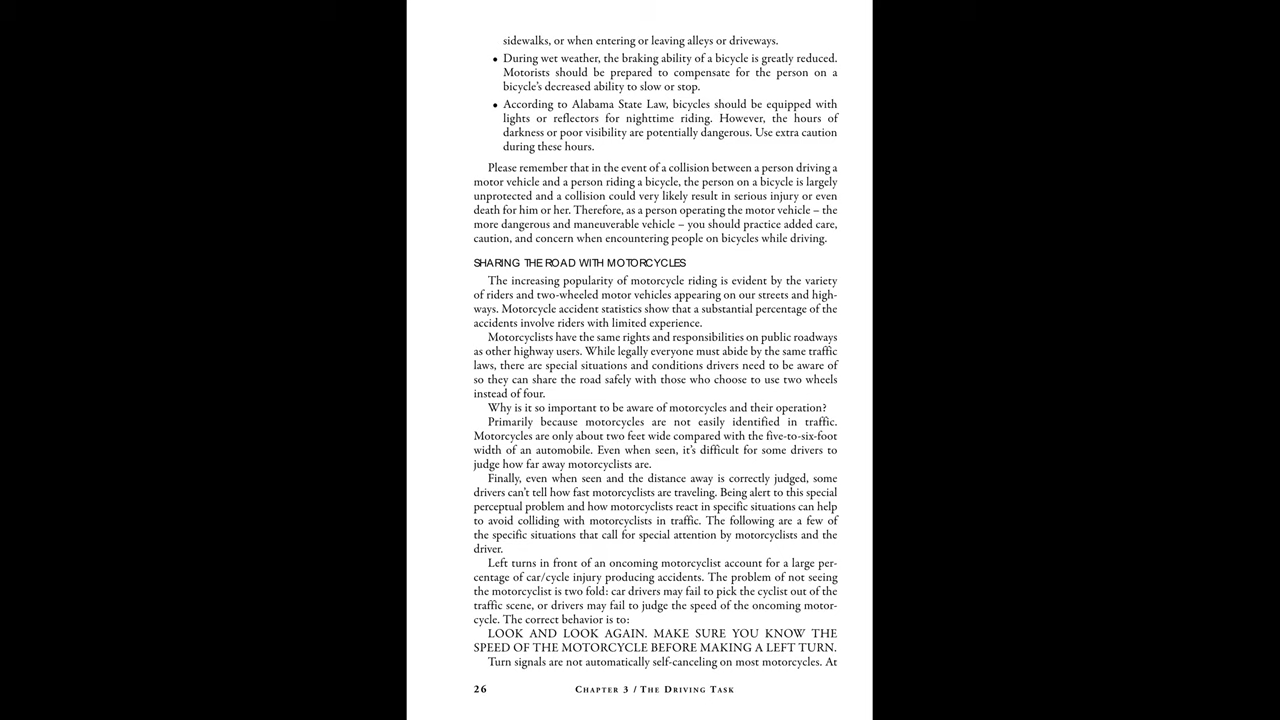 sidewalks, or when entering or leaving alleys or driveways.
• During wet weather, the braking ability of a bicycle is greatly reduced.
Motorists should be prepared to compensate for the person on a
bicycle's decreased ability to slow or stop.
• According to Alabama State Law, bicycles should be equipped with
lights or reflectors for nighttime riding. However, the hours of
darkness or poor visibility are potentially dangerous. Use extra caution
during these hours.
Please remember that in the event of a collision between a person driving a
motor vehicle and a person riding a bicycle, the person on a bicycle is largely
unprotected and a collision could very likely result in serious injury or even
death for him or her. Therefore, as a person operating the motor vehicle – the
more dangerous and maneuverable vehicle – you should practice added care,
caution, and concern when encountering people on bicycles while driving.
SHARING THE ROAD WITH MOTORCYCLES
The increasing popularity of motorcycle riding is evident by the variety
of riders and two-wheeled motor vehicles appearing on our streets and high-
ways. Motorcycle accident statistics show that a substantial percentage of the
accidents involve riders with limited experience.
Motorcyclists have the same rights and responsibilities on public roadways
as other highway users. While legally everyone must abide by the same traffic
laws, there are special situations and conditions drivers need to be aware of
so they can share the road safely with those who choose to use two wheels
instead of four.
Why is it so important to be aware of motorcycles and their operation?
Primarily because motorcycles are not easily identified in traffic.
Motorcycles are only about two feet wide compared with the five-to-six-foot
width of an automobile. Even when seen, it's difficult for some drivers to
judge how far away motorcyclists are.
Finally, even when seen and the distance away is correctly judged, some
drivers can't tell how fast motorcyclists are traveling. Being alert to this special
perceptual problem and how motorcyclists react in specific situations can help
to avoid colliding with motorcyclists in traffic. The following are a few of
the specific situations that call for special attention by motorcyclists and the
driver.
Left turns in front of an oncoming motorcyclist account for a large per-
centage of car/cycle injury producing accidents. The problem of not seeing
the motorcyclist is two fold: car drivers may fail to pick the cyclist out of the
traffic scene, or drivers may fail to judge the speed of the oncoming motor-
cycle. The correct behavior is to:
LOOK AND LOOK AGAIN. MAKE SURE YOU KNOW THE
SPEED OF THE MOTORCYCLE BEFORE MAKING A LEFT TURN.
Turn signals are not automatically self-canceling on most motorcycles. At
26 Chapter 3 / The Driving Task